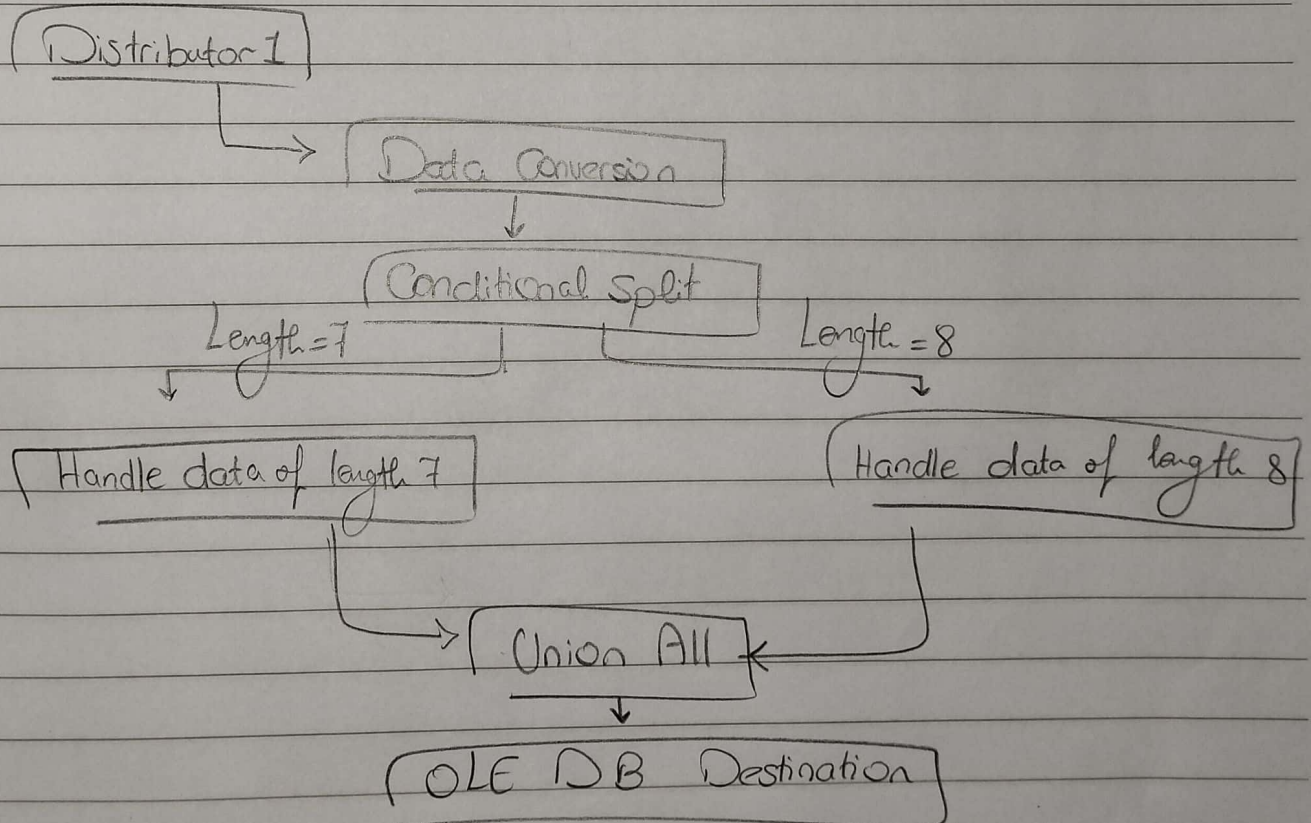 Distributor 1
Data Conversion
Conditional Split
Length = 7
Length = 8
Handle data of length 7
Handle data of length 8
Union All
OLE DB Destination